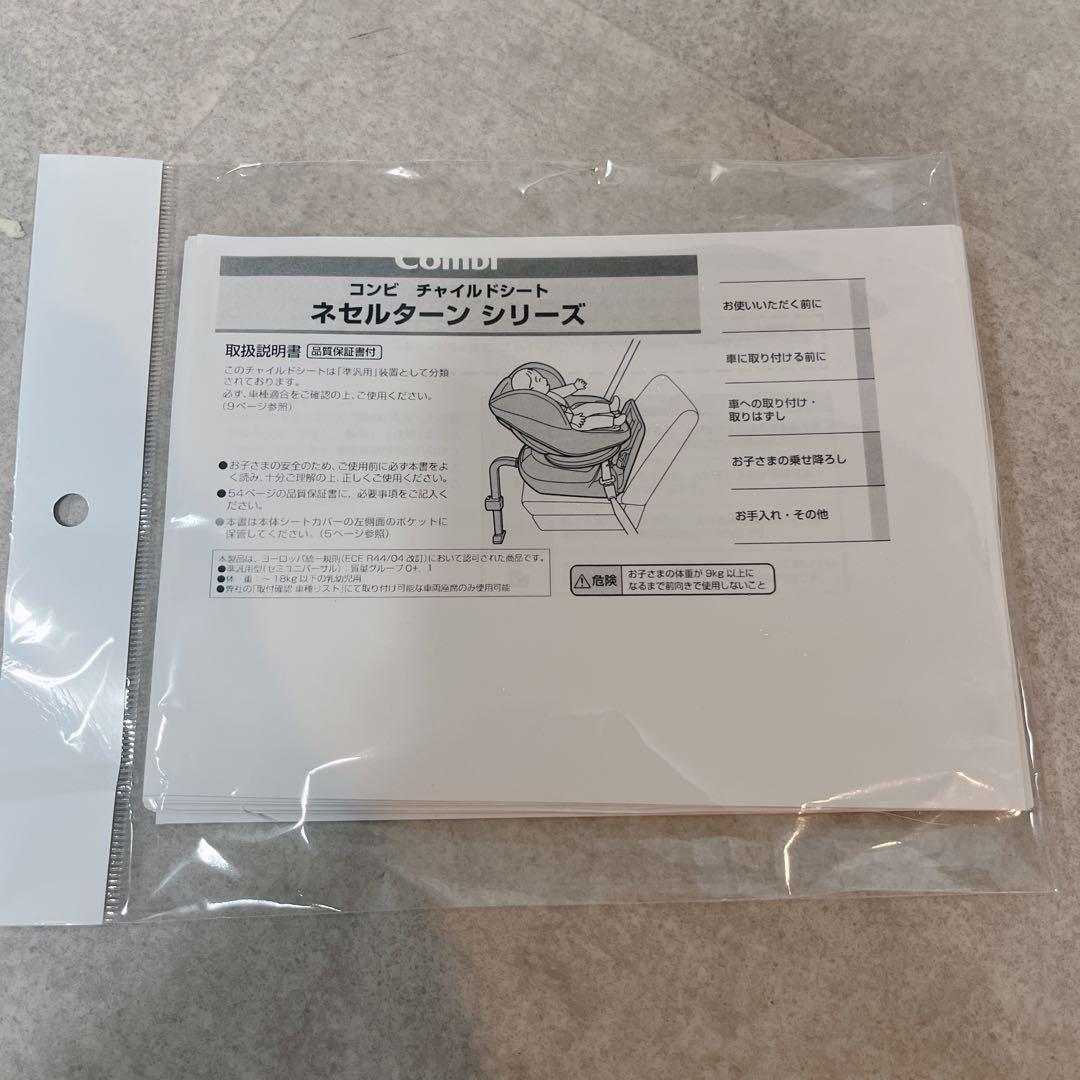 Combi
コンビ チャイルドシート
ネセルターン シリーズ
取扱説明書 品質保証書付
このチャイルドシートは「準汎用」装置として分類
されております。
必ず、車種適合をご確認の上、ご使用ください。
(9ページ参照)
●お子さまの安全のため、ご使用前に必ず本書をよ
く読み、十分ご理解の上、正しくご使用ください。
●54ページの品質保証書に、必要事項をご記入く
ださい。
●本書は本体シートカバーの左側面のポケットに
保管してください。(5ページ参照)
本製品は、ヨーロッパ統一規則(ECE R44/04 改訂)において認可された商品です。
●準汎用型(セミユニバーサル):質量グループ0+、1
●体 重:~18kg以下の乳幼児用
●弊社の「取付確認 車種リスト」にて取り付け可能な車両座席のみ使用可能
危険 お子さまの体重が9kg以上に
なるまで前向きで使用しないこと
お使いいただく前に
車に取り付ける前に
車への取り付け・
取りはずし
お子さまの乗せ降ろし
お手入れ・その他